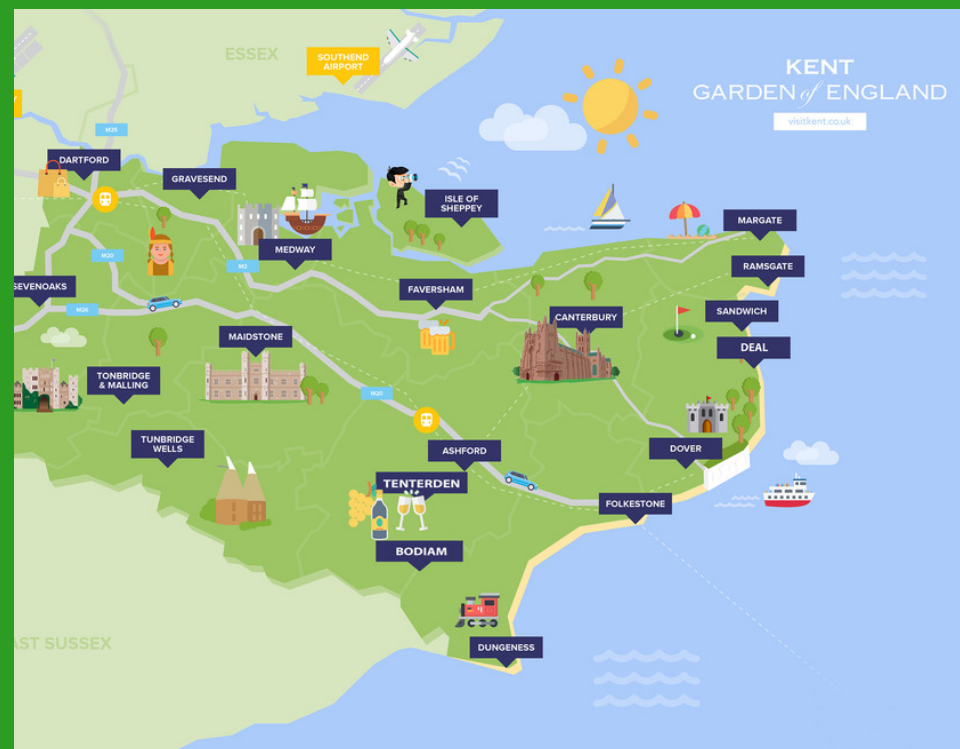 ESSEX
SOUTHEND
AIRPORT
KENT
GARDEN of ENGLAND
visitkent.co.uk
M25
DARTFORD
GRAVESEND
ISLE OF
SHEPPEY
MARGATE
MEDWAY
M20
M2
RAMSGATE
SEVENOAKS
FAVERSHAM
M26
SANDWICH
CANTERBURY
MAIDSTONE
DEAL
TONBRIDGE
& MALLING
M20
TUNBRIDGE
WELLS
ASHFORD
DOVER
TENTERDEN
FOLKESTONE
BODIAM
AST SUSSEX
DUNGENESS